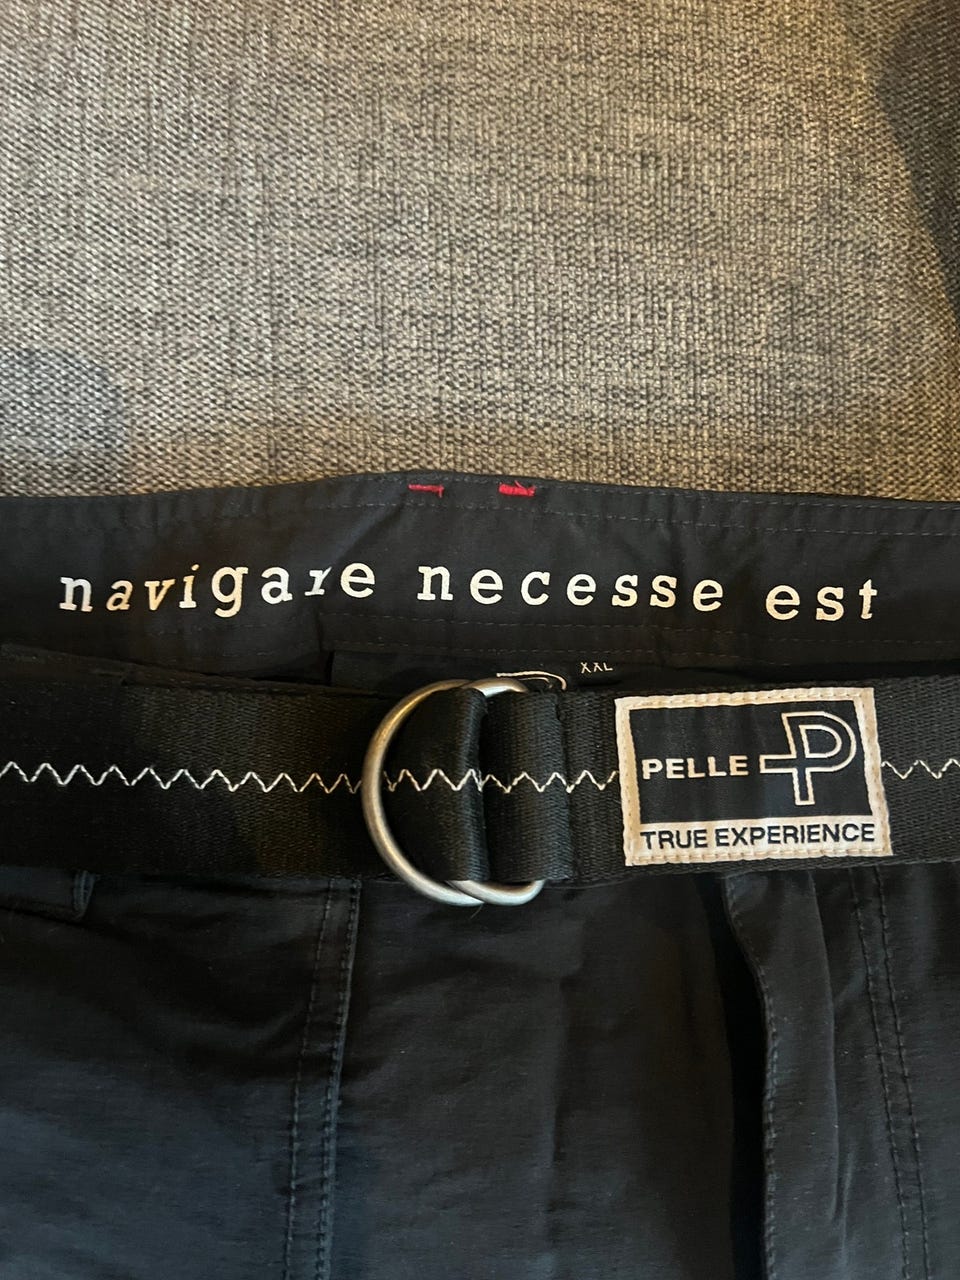 navigare necesse est
XXL
PELLE P
TRUE EXPERIENCE